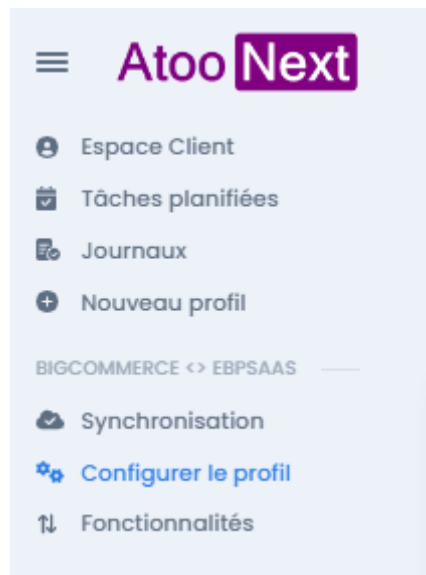 Atoo Next
Espace Client
Tâches planifiées
Journaux
Nouveau profil
BIGCOMMERCE <> EBPSAAS
Synchronisation
Configurer le profil
Fonctionnalités